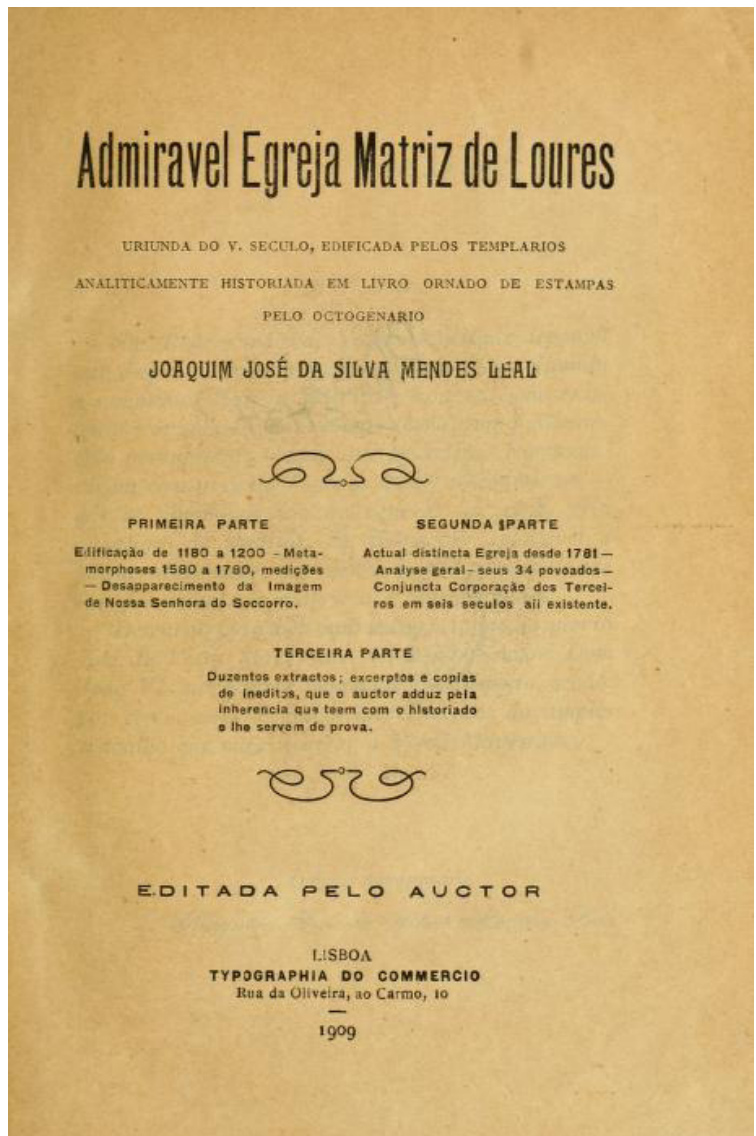 Admiravel Egreja Matriz de Loures
URIUNDA DO V. SECULO, EDIFICADA PELOS TEMPLARIOS
ANALITICAMENTE HISTORIADA EM LIVRO ORNADO DE ESTAMPAS
PELO OCTOGENARIO
JOAQUIM JOSÉ DA SILVA MENDES LEAL
PRIMEIRA PARTE
Edificação de 1180 a 1200 - Meta-
morphoses 1580 a 1780, medições
— Desapparecimento da Imagem
de Nossa Senhora do Soccorro.
SEGUNDA PARTE
Actual distincta Egreja desde 1781 —
Analyse geral - seus 34 povoados —
Conjuncta Corporação dos Tercei-
ros em seis seculos ali existente.
TERCEIRA PARTE
Duzentos extractos; excerptos e copias
de ineditos, que o auctor adduz pela
inherencia que teem com o historiado
e lhe servem de prova.
EDITADA PELO AUCTOR
LISBOA
TYPOGRAPHIA DO COMMERCIO
Rua da Oliveira, ao Carmo, 10
1909